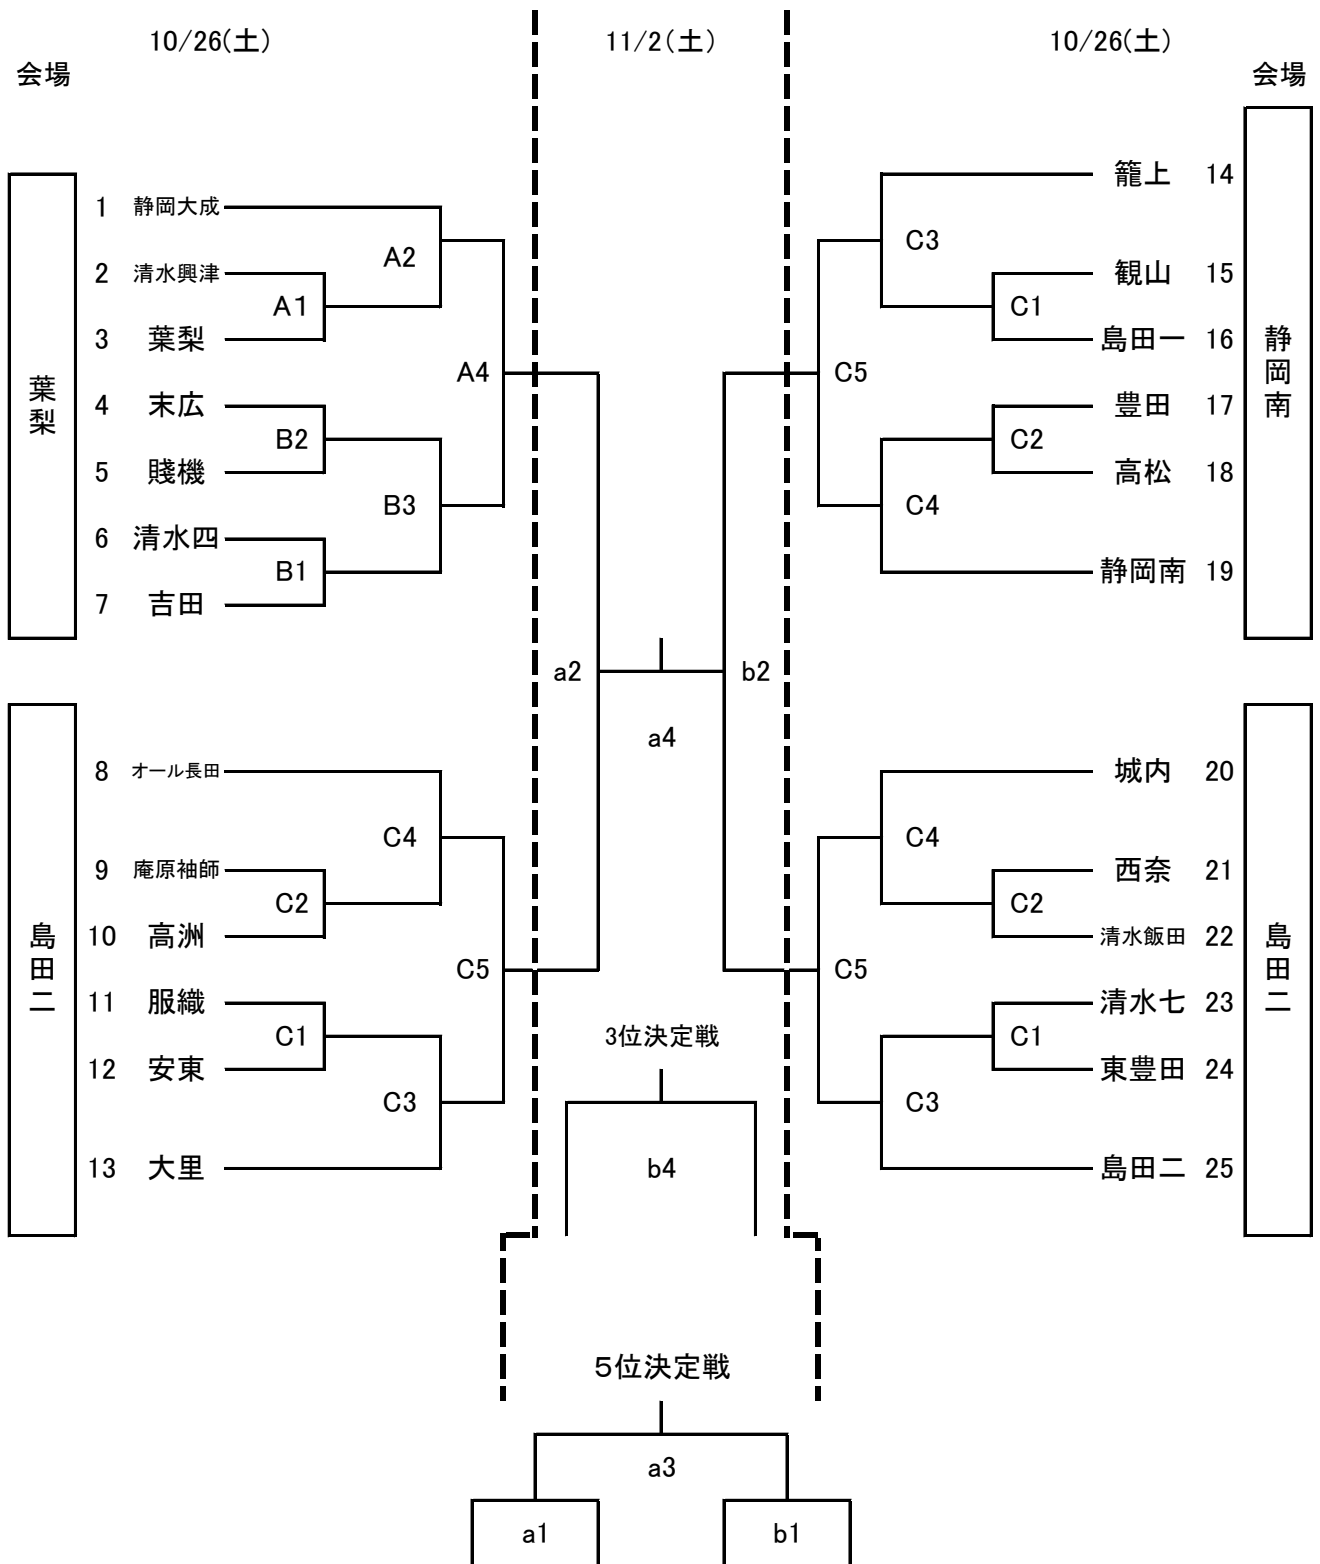 10/26(土) 11/2(土) 10/26(土)
会場 会場
葉梨
1 静岡大成
2 清水興津
3 葉梨
4 末広
5 賤機
6 清水四
7 吉田
A2
A1
A4
B2
B3
B1
島田二
8 オール長田
9 庵原袖師
10 高洲
11 服織
12 安東
13 大里
C4
C2
C5
C1
C3
a2
b2
a4
3位決定戦
b4
5位決定戦
a3
a1
b1
静岡南
籠上 14
観山 15
島田一 16
豊田 17
高松 18
静岡南 19
C3
C1
C5
C2
C4
島田二
城内 20
西奈 21
清水飯田 22
清水七 23
東豊田 24
島田二 25
C4
C2
C5
C1
C3